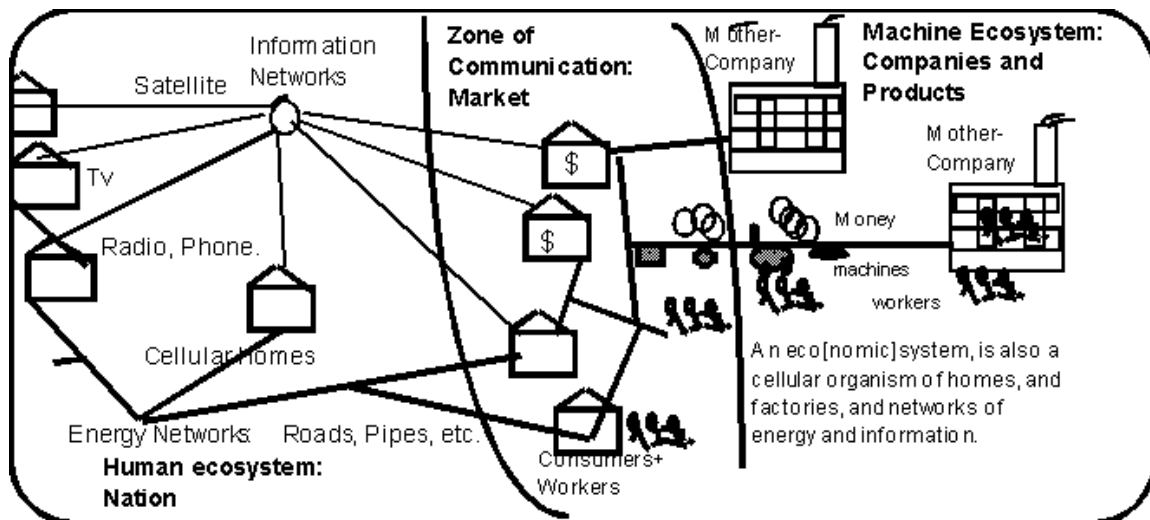 Information
Networks
Satellite
Tv
Radio, Phone.
Cellular Homes
Energy Networks:
Roads, Pipes, etc.
Human ecosystem:
Nation
Zone of
Communication:
Market
$
$
Consumers+
Workers
Mother-
Company
Machine Ecosystem:
Companies and
Products
Mother-
Company
Money
machines
workers
An eco[nomic]system, is also a
cellular organism of homes, and
factories, and networks of
energy and information.